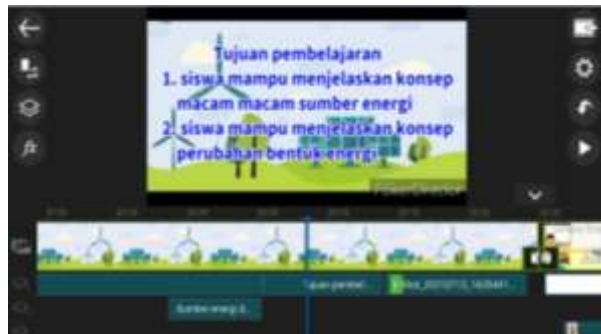 Tujuan pembelajaran
1. siswa mampu menjelaskan konsep
macam macam sumber energi
2. siswa mampu menjelaskan konsep
perubahan bentuk energi
PowerDirector
fx
Tujuan pembel...
Sumber energi d...